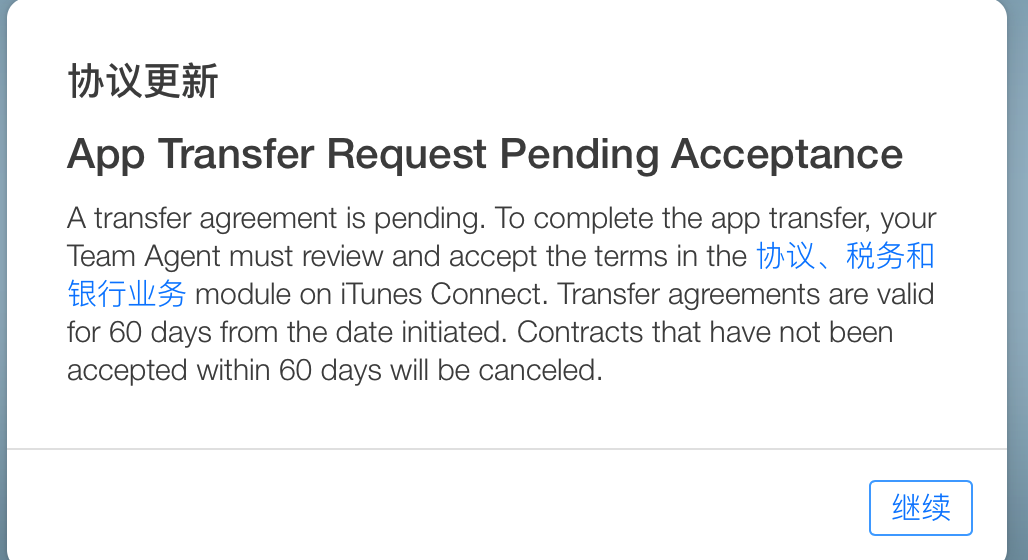 协议更新
App Transfer Request Pending Acceptance
A transfer agreement is pending. To complete the app transfer, your
Team Agent must review and accept the terms in the 协议、税务和
银行业务 module on iTunes Connect. Transfer agreements are valid
for 60 days from the date initiated. Contracts that have not been
accepted within 60 days will be canceled.
继续